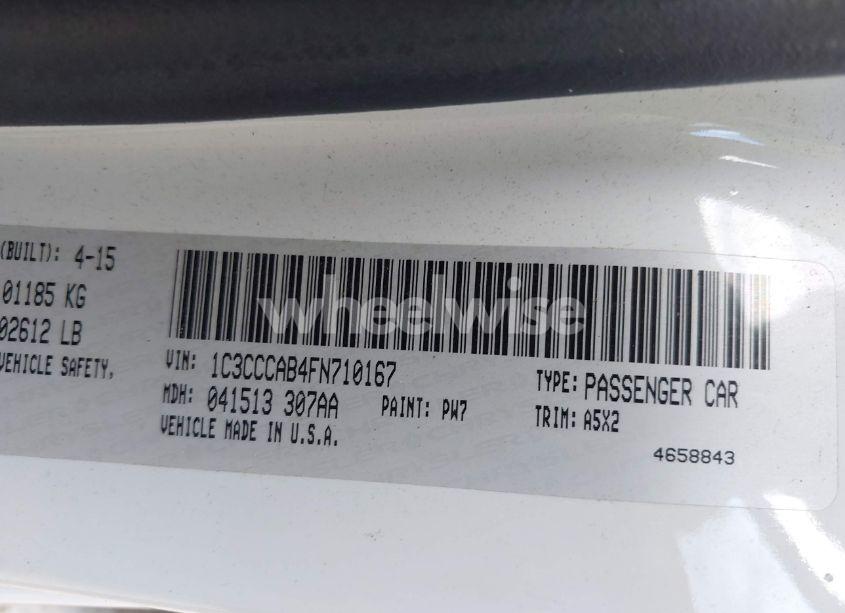 (BUILT): 4-15
01185 KG
02612 LB
VEHICLE SAFETY,
wheelwise
VIN: 1C3CCCAB4FN710167
MDH: 041513 307AA
PAINT: PW7
VEHICLE MADE IN U.S.A.
TYPE: PASSENGER CAR
TRIM: A5X2
4658843